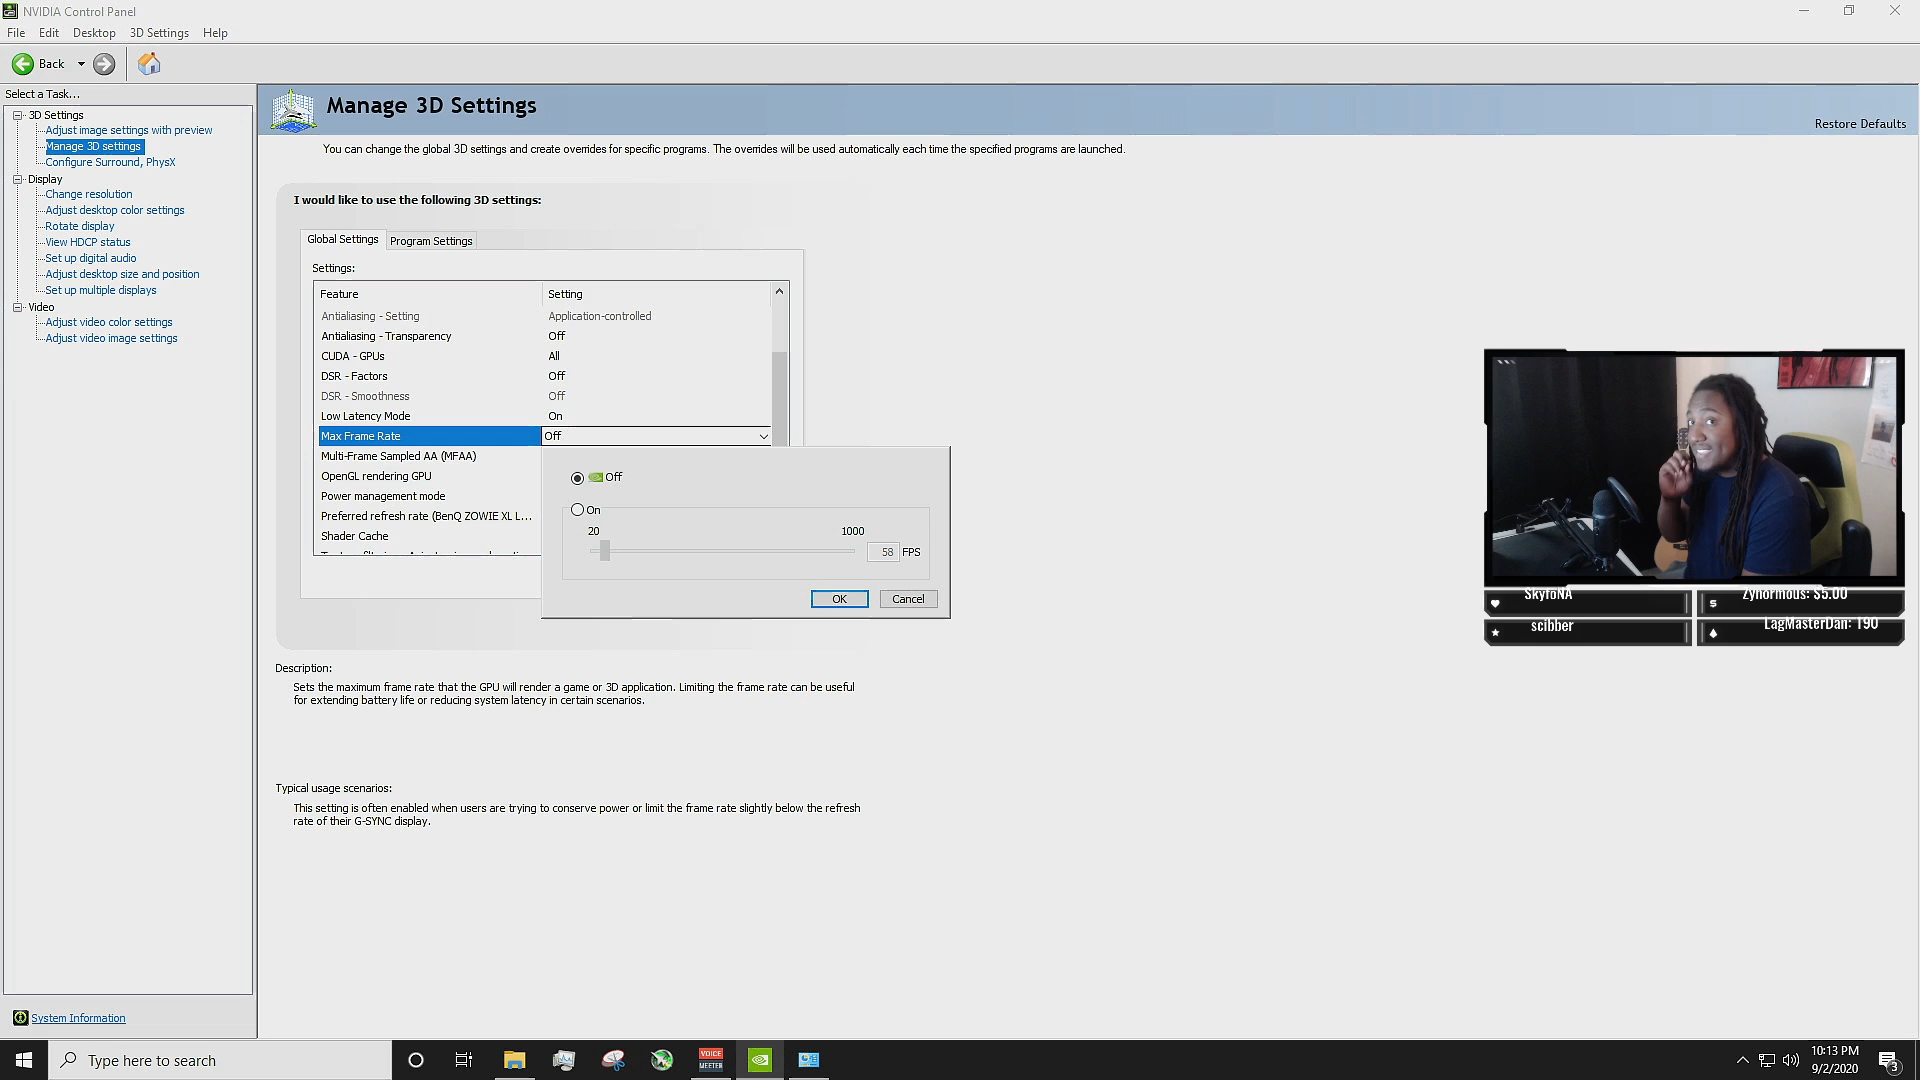 NVIDIA Control Panel
File Edit Desktop 3D Settings Help
Back
Select a Task...
3D Settings
Adjust image settings with preview
Manage 3D settings
Configure Surround, PhysX
Display
Change resolution
Adjust desktop color settings
Rotate display
View HDCP status
Set up digital audio
Adjust desktop size and position
Set up multiple displays
Video
Adjust video color settings
Adjust video image settings
System Information
Manage 3D Settings
Restore Defaults
You can change the global 3D settings and create overrides for specific programs. The overrides will be used automatically each time the specified programs are launched.
I would like to use the following 3D settings:
Global Settings Program Settings
Settings:
Feature Setting
Antialiasing - Setting Application-controlled
Antialiasing - Transparency Off
CUDA - GPUs All
DSR - Factors Off
DSR - Smoothness Off
Low Latency Mode On
Max Frame Rate Off
Multi-Frame Sampled AA (MFAA)
OpenGL rendering GPU
Power management mode
Preferred refresh rate (BenQ ZOWIE XL L...
Shader Cache
Off
On
20 1000
58 FPS
OK Cancel
Description:
Sets the maximum frame rate that the GPU will render a game or 3D application. Limiting the frame rate can be useful
for extending battery life or reducing system latency in certain scenarios.
Typical usage scenarios:
This setting is often enabled when users are trying to conserve power or limit the frame rate slightly below the refresh
rate of their G-SYNC display.
SkyfoNA Zynormous: $5.00
scibber LagMasterDan: 190
Type here to search
VOICE
MEETER
10:13 PM
9/2/2020
3